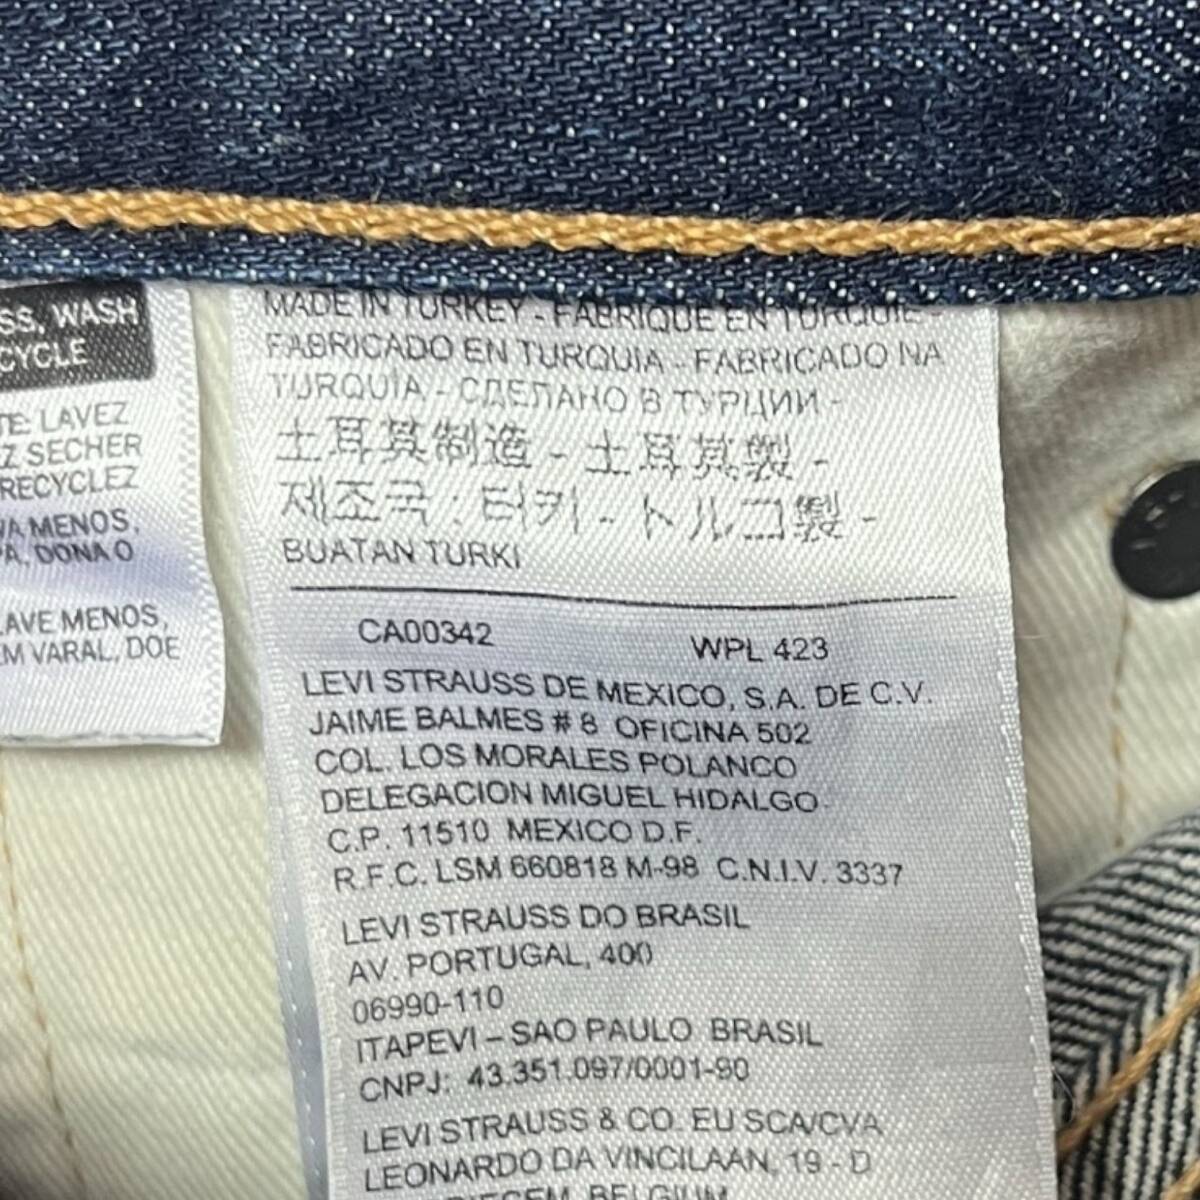 SS, WASH
CYCLE
TE: LAVEZ
Z SECHER
RECYCLEZ
VA MENOS,
PA, DONA O
LAVE MENOS,
EM VARAL, DOE
MADE IN TURKEY - FABRIQUE EN TURQUIE -
FABRICADO EN TURQUIA - FABRICADO NA
TURQUÍA - СДЕЛАНО В ТУРЦИИ -
土耳其制造 - 土耳其製 -
제조국 : 터키 - トルコ製 -
BUATAN TURKI
CA00342 WPL 423
LEVI STRAUSS DE MEXICO, S.A. DE C.V.
JAIME BALMES # 8 OFICINA 502
COL. LOS MORALES POLANCO
DELEGACION MIGUEL HIDALGO
C.P. 11510 MEXICO D.F.
R.F.C. LSM 660818 M-98 C.N.I.V. 3337
LEVI STRAUSS DO BRASIL
AV. PORTUGAL, 400
06990-110
ITAPEVI – SAO PAULO BRASIL
CNPJ: 43.351.097/0001-90
LEVI STRAUSS & CO. EU SCA/CVA
LEONARDO DA VINCILAAN, 19 - D
BELGIUM